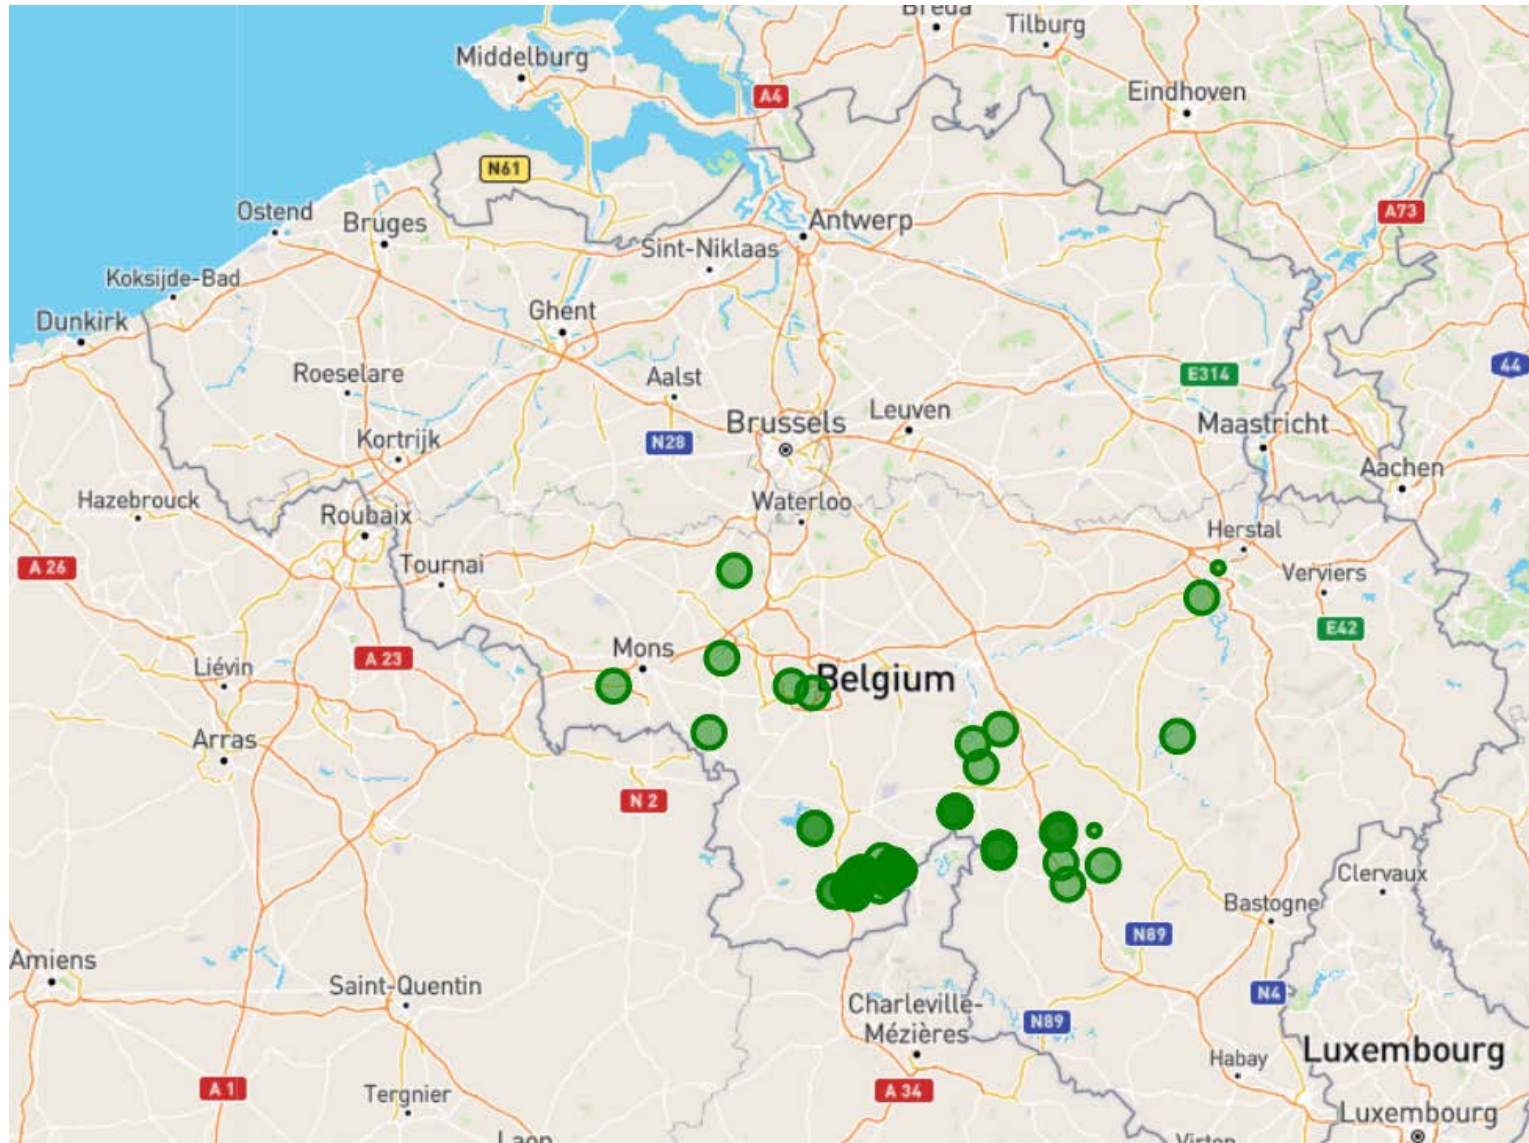 Breda
Tilburg
Middelburg
A4
Eindhoven
N61
Ostend
Bruges
Antwerp
A73
Sint-Niklaas
Koksijde-Bad
Dunkirk
Ghent
Roeselare
Aalst
E314
44
Brussels
Leuven
Kortrijk
N28
Maastricht
Aachen
Hazebrouck
Roubaix
Waterloo
Herstal
A 26
Tournai
Verviers
E42
Mons
Liévin
A 23
Belgium
Arras
N 2
Clervaux
Bastogne
N89
Amiens
Saint-Quentin
N4
Charleville-
Mézières
N89
Habay
Luxembourg
A 1
Tergnier
A 34
Luxembourg
Laon
Virton